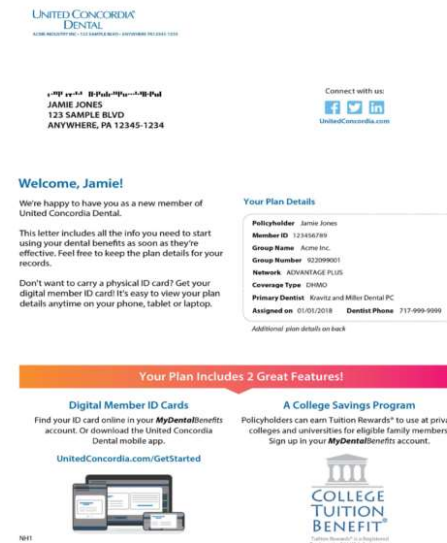 UNITED CONCORDIA®
DENTAL
JAMIE JONES
123 SAMPLE BLVD
ANYWHERE, PA 12345-1234
Connect with us:
UnitedConcordia.com
Welcome, Jamie!
We're happy to have you as a new member of
United Concordia Dental.
This letter includes all the info you need to start
using your dental benefits as soon as they're
effective. Feel free to keep the plan details for your
records.
Don't want to carry a physical ID card? Get your
digital member ID card! It's easy to view your plan
details anytime on your phone, tablet or laptop.
Your Plan Details
Policyholder Jamie Jones
Member ID 123456789
Group Name Acme Inc.
Group Number 922099001
Network ADVANTAGE PLUS
Coverage Type DHMO
Primary Dentist Kravitz and Miller Dental PC
Assigned on 01/01/2018 Dentist Phone 717-999-9999
Additional plan details on back
Your Plan Includes 2 Great Features!
Digital Member ID Cards
Find your ID card online in your MyDentalBenefits
account. Or download the United Concordia
Dental mobile app.
UnitedConcordia.com/GetStarted
A College Savings Program
Policyholders can earn Tuition Rewards® to use at priva
colleges and universities for eligible family members
Sign up in your MyDentalBenefits account.
COLLEGE
TUITION
BENEFIT®
Tuition Rewards® is a Registered
NH1